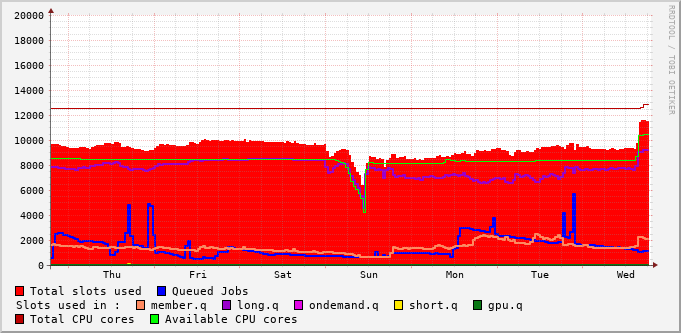 RRDTOOL / TOBI OETIKER
20000
18000
16000
14000
12000
10000
8000
6000
4000
2000
0
Thu Fri Sat Sun Mon Tue Wed
Total slots used Queued Jobs
Slots used in : member.q long.q ondemand.q short.q gpu.q
Total CPU cores Available CPU cores